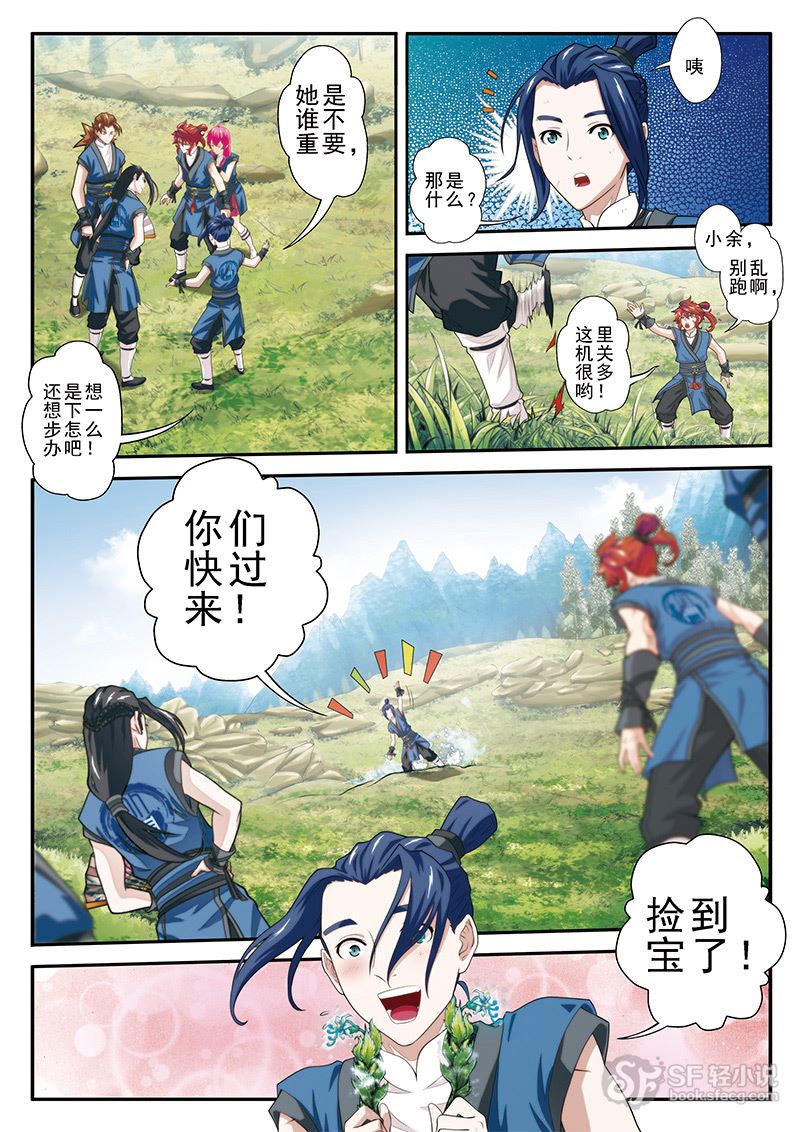 她是
谁不
重要，
还是想
想下一
步怎么
办吧！
咦
那是
什么？
小余，
别乱
跑啊，
这里
机关
很多
哟！
你们
快过
来！
捡到
宝了！
SF轻小说
book.sfacg.com